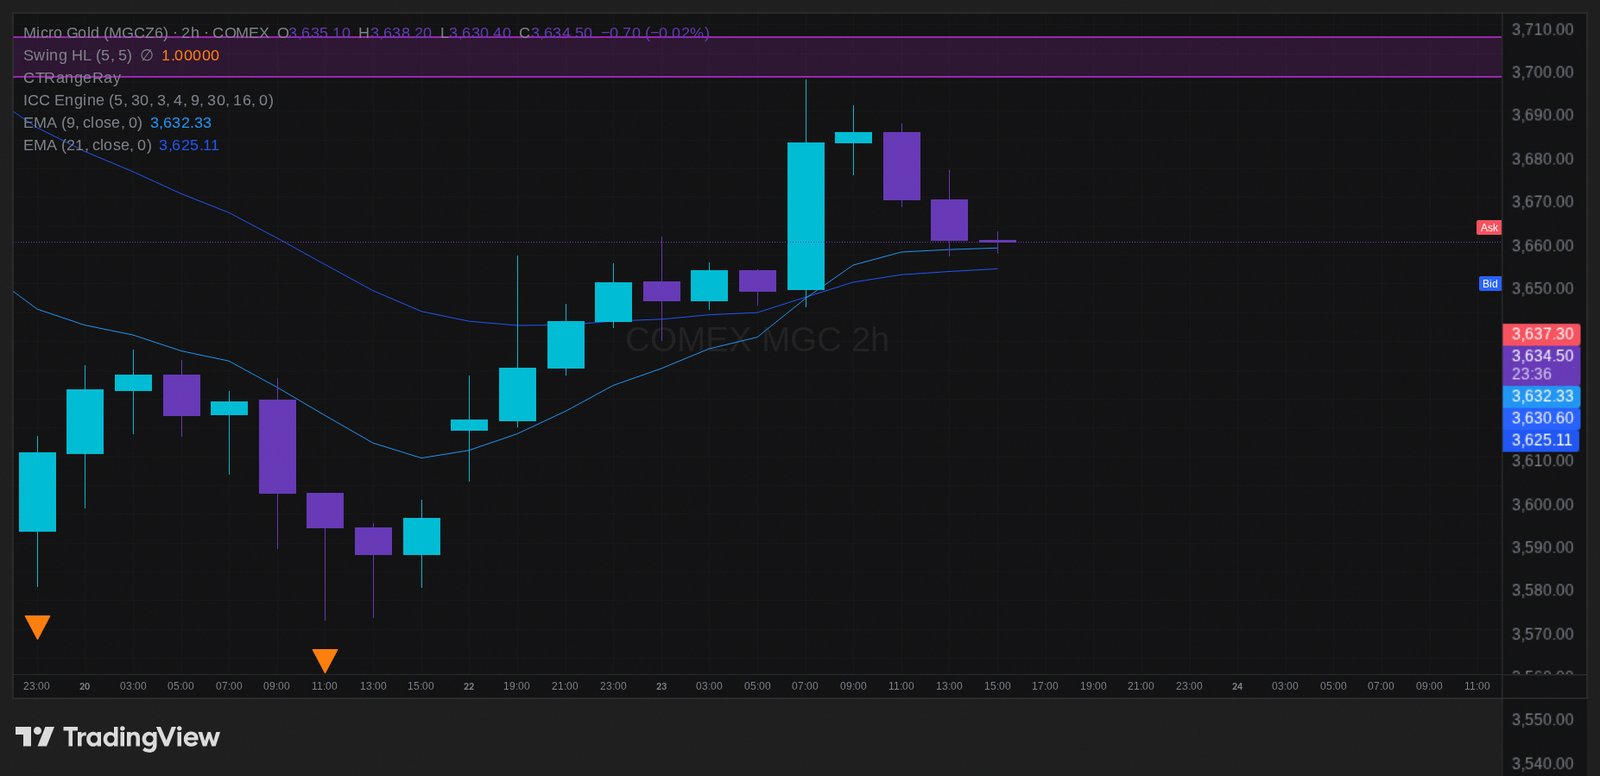 Micro Gold (MGCZ6) · 2h · COMEX O3,635.10 H3,638.20 L3,630.40 C3,634.50 −0.70 (−0.02%)
Swing HL (5, 5) ∅ 1.00000
CTRangeRay
ICC Engine (5, 30, 3, 4, 9, 30, 16, 0)
EMA (9, close, 0) 3,632.33
EMA (21, close, 0) 3,625.11
COMEX MGC 2h
3,710.00
3,700.00
3,690.00
3,680.00
3,670.00
Ask
3,660.00
Bid
3,650.00
3,637.30
3,634.50
23:36
3,632.33
3,630.60
3,625.11
3,610.00
3,600.00
3,590.00
3,580.00
3,570.00
3,560.00
23:00 20 03:00 05:00 07:00 09:00 11:00 13:00 15:00 22 19:00 21:00 23:00 23 03:00 05:00 07:00 09:00 11:00 13:00 15:00 17:00 19:00 21:00 23:00 24 03:00 05:00 07:00 09:00 11:00
3,550.00
3,540.00
TradingView